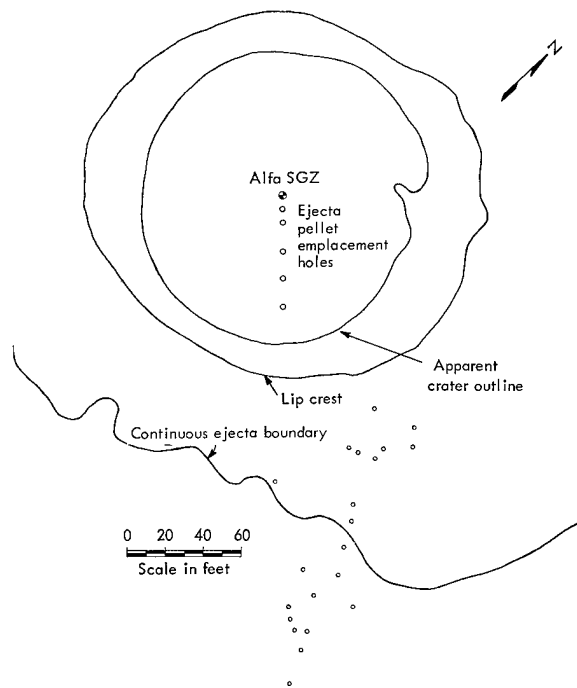 N
Alfa SGZ
Ejecta
pellet
emplacement
holes
Apparent
crater outline
Lip crest
Continuous ejecta boundary
0 20 40 60
Scale in feet